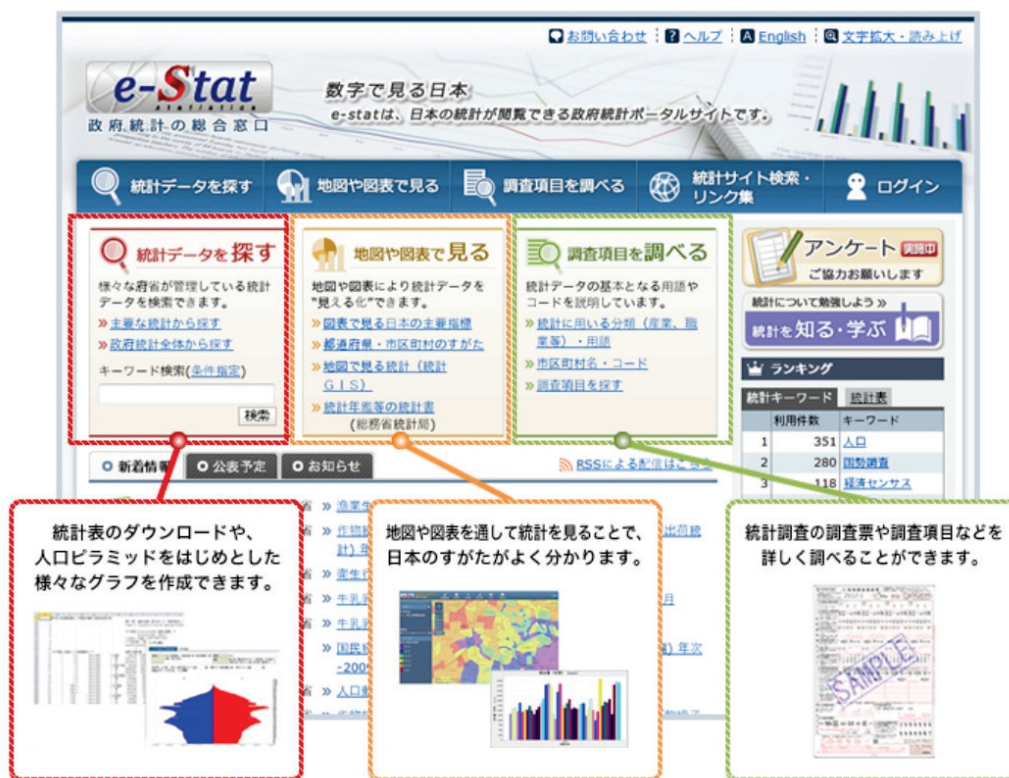 お問い合わせ ヘルプ English 文字拡大・読み上げ
e-Stat
statistics
政府統計の総合窓口
数字で見る日本
e-statは、日本の統計が閲覧できる政府統計ポータルサイトです。
統計データを探す 地図や図表で見る 調査項目を調べる 統計サイト検索・リンク集 ログイン
統計データを探す
様々な府省が管理している統計
データを検索できます。
主要な統計から探す
政府統計全体から探す
キーワード検索(条件指定)
検索
地図や図表で見る
地図や図表により統計データを
"見える化"できます。
図表で見る日本の主要指標
都道府県・市区町村のすがた
地図で見る統計(統計
GIS)
統計年鑑等の統計書
(総務省統計局)
調査項目を調べる
統計データの基本となる用語や
コードを説明しています。
統計に用いる分類(産業、職
業等)・用語
市区町村名・コード
調査項目を探す
アンケート 実施中
ご協力お願いします
統計について勉強しよう»
統計を知る・学ぶ
ランキング
統計キーワード 統計表
利用件数 キーワード
1 351 人口
2 280 国勢調査
3 118 経済センサス
新着情報 公表予定 お知らせ
RSSによる配信はこちら
統計表のダウンロードや、
人口ピラミッドをはじめとした
様々なグラフを作成できます。
地図や図表を通して統計を見ることで、
日本のすがたがよく分かります。
統計調査の調査票や調査項目などを
詳しく調べることができます。
SAMPLE